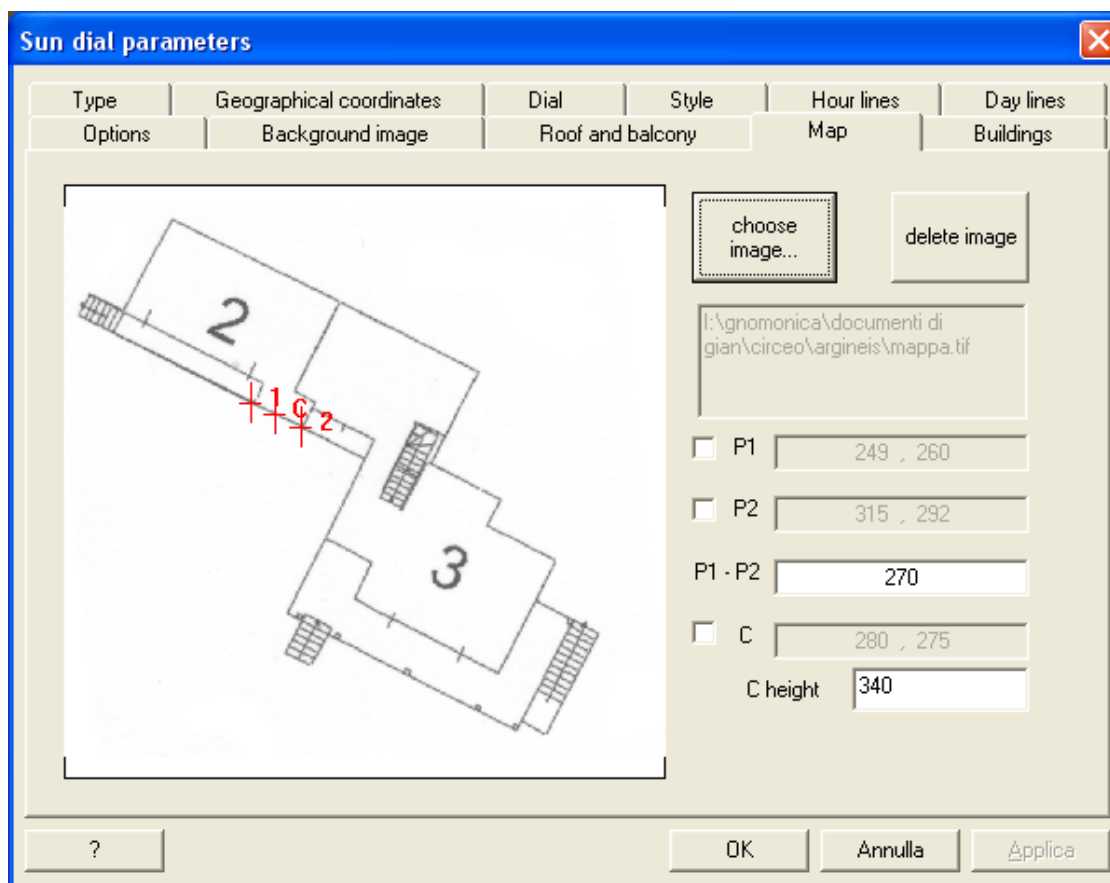 Sun dial parameters
Type
Geographical coordinates
Dial
Style
Hour lines
Day lines
Options
Background image
Roof and balcony
Map
Buildings
2
1
C
2
3
choose
image...
delete image
I:\gnomonica\documenti di
gian\circeo\argineis\mappa.tif
P1
249 , 260
P2
315 , 292
P1 - P2
270
C
280 , 275
C height
340
?
OK
Annulla
Applica